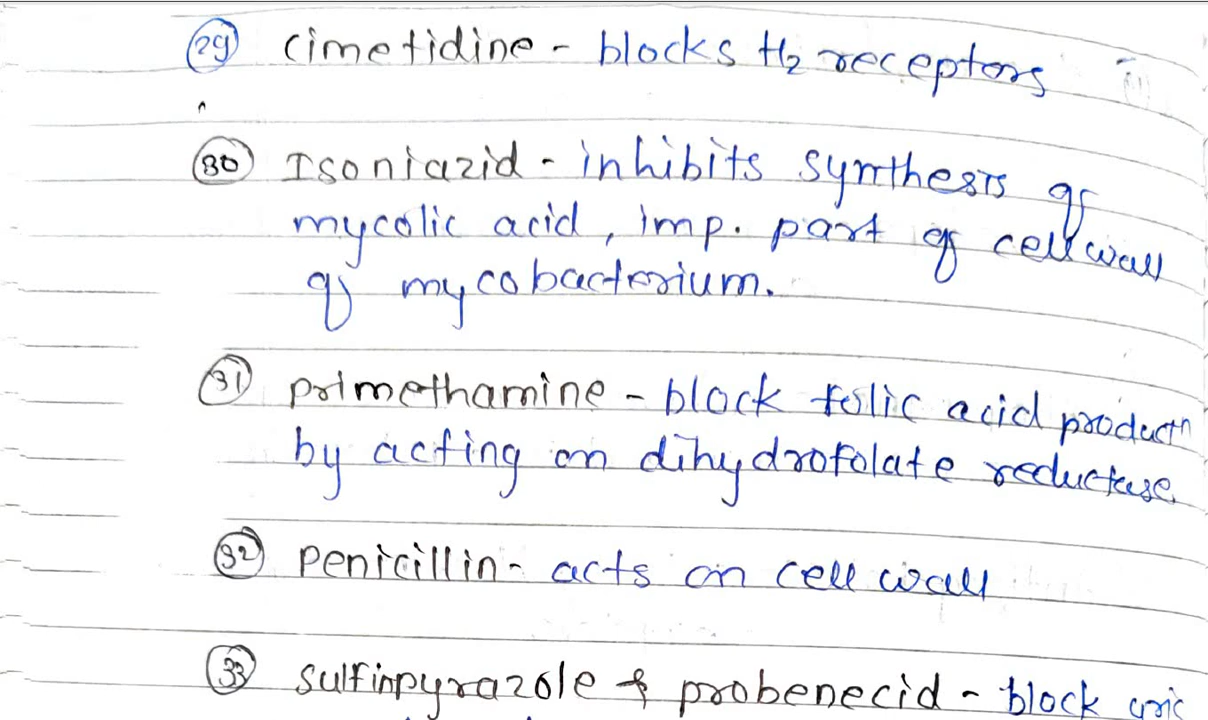 29 cimetidine - blocks H2 receptors
30 Isoniazid - inhibits synthesis of
mycolic acid, imp. part of cell wall
of mycobacterium.
31 primethamine - block folic acid productn
by acting on dihydrofolate reductase
32 penicillin - acts on cell wall
33 sulfinpyrazole & probenecid - block uric